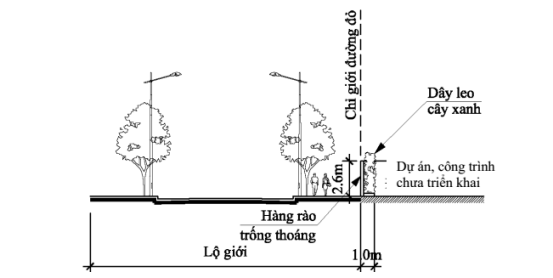 Chỉ giới đường đỏ
Dây leo
cây xanh
2.6m
Dự án, công trình
chưa triển khai
Hàng rào
trống thoáng
Lộ giới
1.0m